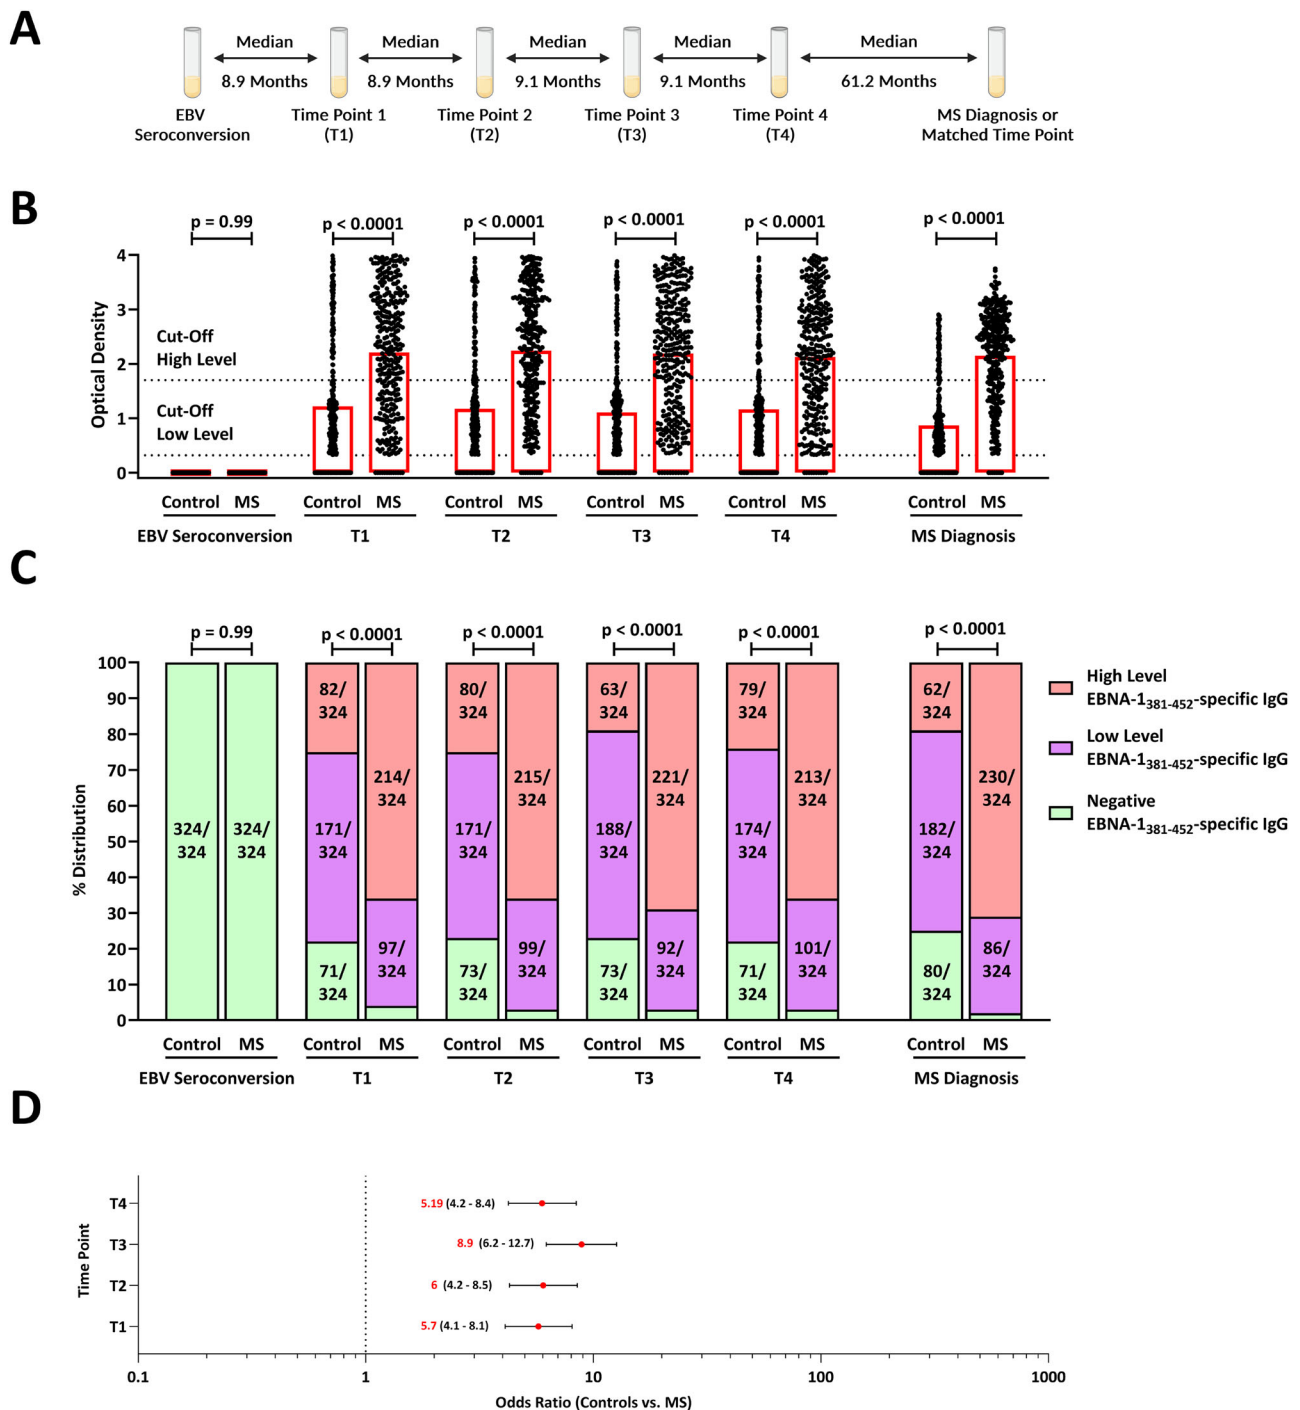 A
Median Median Median Median Median
8.9 Months 8.9 Months 9.1 Months 9.1 Months 61.2 Months
EBV Time Point 1 Time Point 2 Time Point 3 Time Point 4 MS Diagnosis or
Seroconversion (T1) (T2) (T3) (T4) Matched Time Point
B
p = 0.99 p < 0.0001 p < 0.0001 p < 0.0001 p < 0.0001 p < 0.0001
Optical Density
4
3
2
1
0
Cut-Off
High Level
Cut-Off
Low Level
Control MS Control MS Control MS Control MS Control MS Control MS
EBV Seroconversion T1 T2 T3 T4 MS Diagnosis
C
p = 0.99 p < 0.0001 p < 0.0001 p < 0.0001 p < 0.0001 p < 0.0001
% Distribution
100
90
80
70
60
50
40
30
20
10
0
82/ 80/ 63/ 79/ 62/
324 324 324 324 324
214/ 215/ 221/ 213/ 230/
324 324 324 324 324
324/ 324/ 171/ 171/ 188/ 174/ 182/
324 324 324 324 324 324 324
97/ 99/ 92/ 101/ 86/
324 324 324 324 324
71/ 73/ 73/ 71/ 80/
324 324 324 324 324
High Level
EBNA-1381-452-specific IgG
Low Level
EBNA-1381-452-specific IgG
Negative
EBNA-1381-452-specific IgG
Control MS Control MS Control MS Control MS Control MS Control MS
EBV Seroconversion T1 T2 T3 T4 MS Diagnosis
D
Time Point
T4 5.19 (4.2 - 8.4)
T3 8.9 (6.2 - 12.7)
T2 6 (4.2 - 8.5)
T1 5.7 (4.1 - 8.1)
0.1 1 10 100 1000
Odds Ratio (Controls vs. MS)